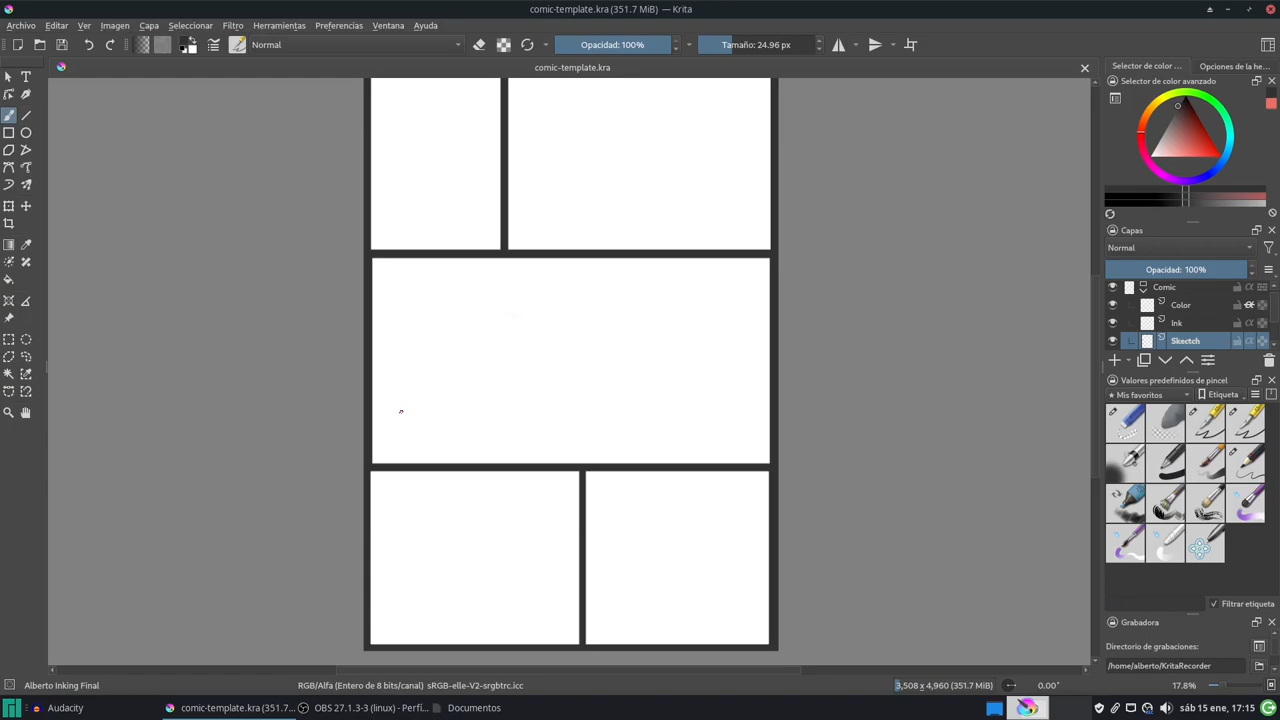 comic-template.kra (351.7 MiB) — Krita
Archivo Editar Ver Imagen Capa Seleccionar Filtro Herramientas Preferencias Ventana Ayuda
Normal
Opacidad: 100%
Tamaño: 24.96 px
comic-template.kra
Selector de color ...
Opciones de la he...
Selector de color avanzado
Capas
Normal
Opacidad: 100%
Comic
Color
Ink
Skectch
Valores predefinidos de pincel
★ Mis favoritos
Etiqueta
✓ Filtrar etiqueta
Grabadora
Directorio de grabaciones:
/home/alberto/KritaRecorder
Alberto Inking Final
RGB/Alfa (Entero de 8 bits/canal) sRGB-elle-V2-srgbtrc.icc
3,508 x 4,960 (351.7 MiB)
0.00°
17.8%
Audacity
comic-template.kra (351.7...
OBS 27.1.3-3 (linux) - Perfí...
Documentos
sáb 15 ene, 17:15